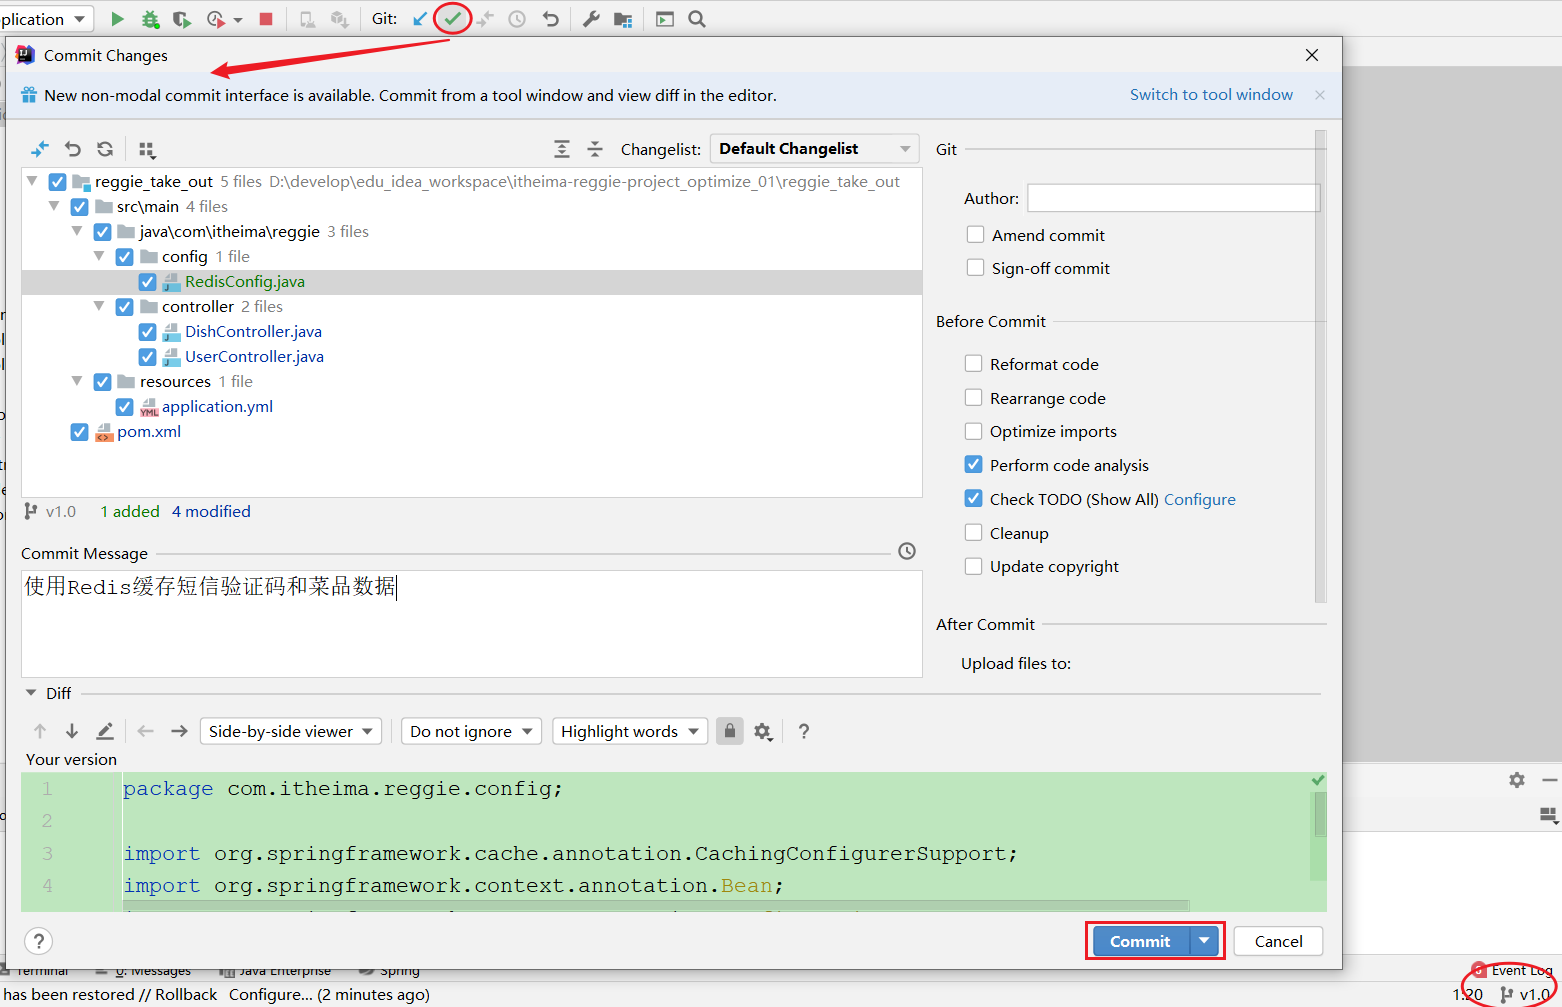 plication
Git:
Commit Changes
New non-modal commit interface is available. Commit from a tool window and view diff in the editor.
Switch to tool window
Changelist:
Default Changelist
reggie_take_out 5 files D:\develop\edu_idea_workspace\itheima-reggie-project_optimize_01\reggie_take_out
src\main 4 files
java\com\itheima\reggie 3 files
config 1 file
RedisConfig.java
controller 2 files
DishController.java
UserController.java
resources 1 file
application.yml
pom.xml
v1.0 1 added 4 modified
Commit Message
使用Redis缓存短信验证码和菜品数据
Git
Author:
Amend commit
Sign-off commit
Before Commit
Reformat code
Rearrange code
Optimize imports
Perform code analysis
Check TODO (Show All) Configure
Cleanup
Update copyright
After Commit
Upload files to:
Diff
Side-by-side viewer
Do not ignore
Highlight words
?
Your version
1 package com.itheima.reggie.config;
2
3 import org.springframework.cache.annotation.CachingConfigurerSupport;
4 import org.springframework.context.annotation.Bean;
?
Commit
Cancel
Terminal
0: Messages
Java Enterprise
Spring
Event Log
has been restored // Rollback Configure... (2 minutes ago)
1:20
v1.0